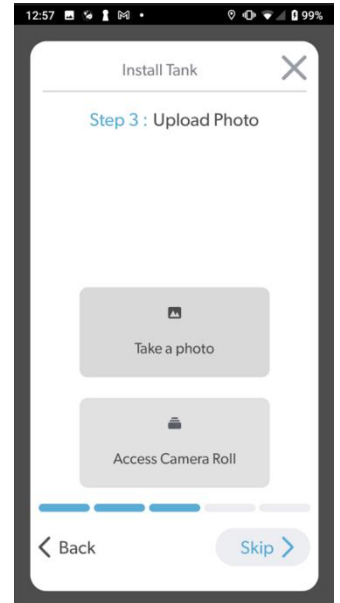 12:57 99%
Install Tank
Step 3 : Upload Photo
Take a photo
Access Camera Roll
Back Skip